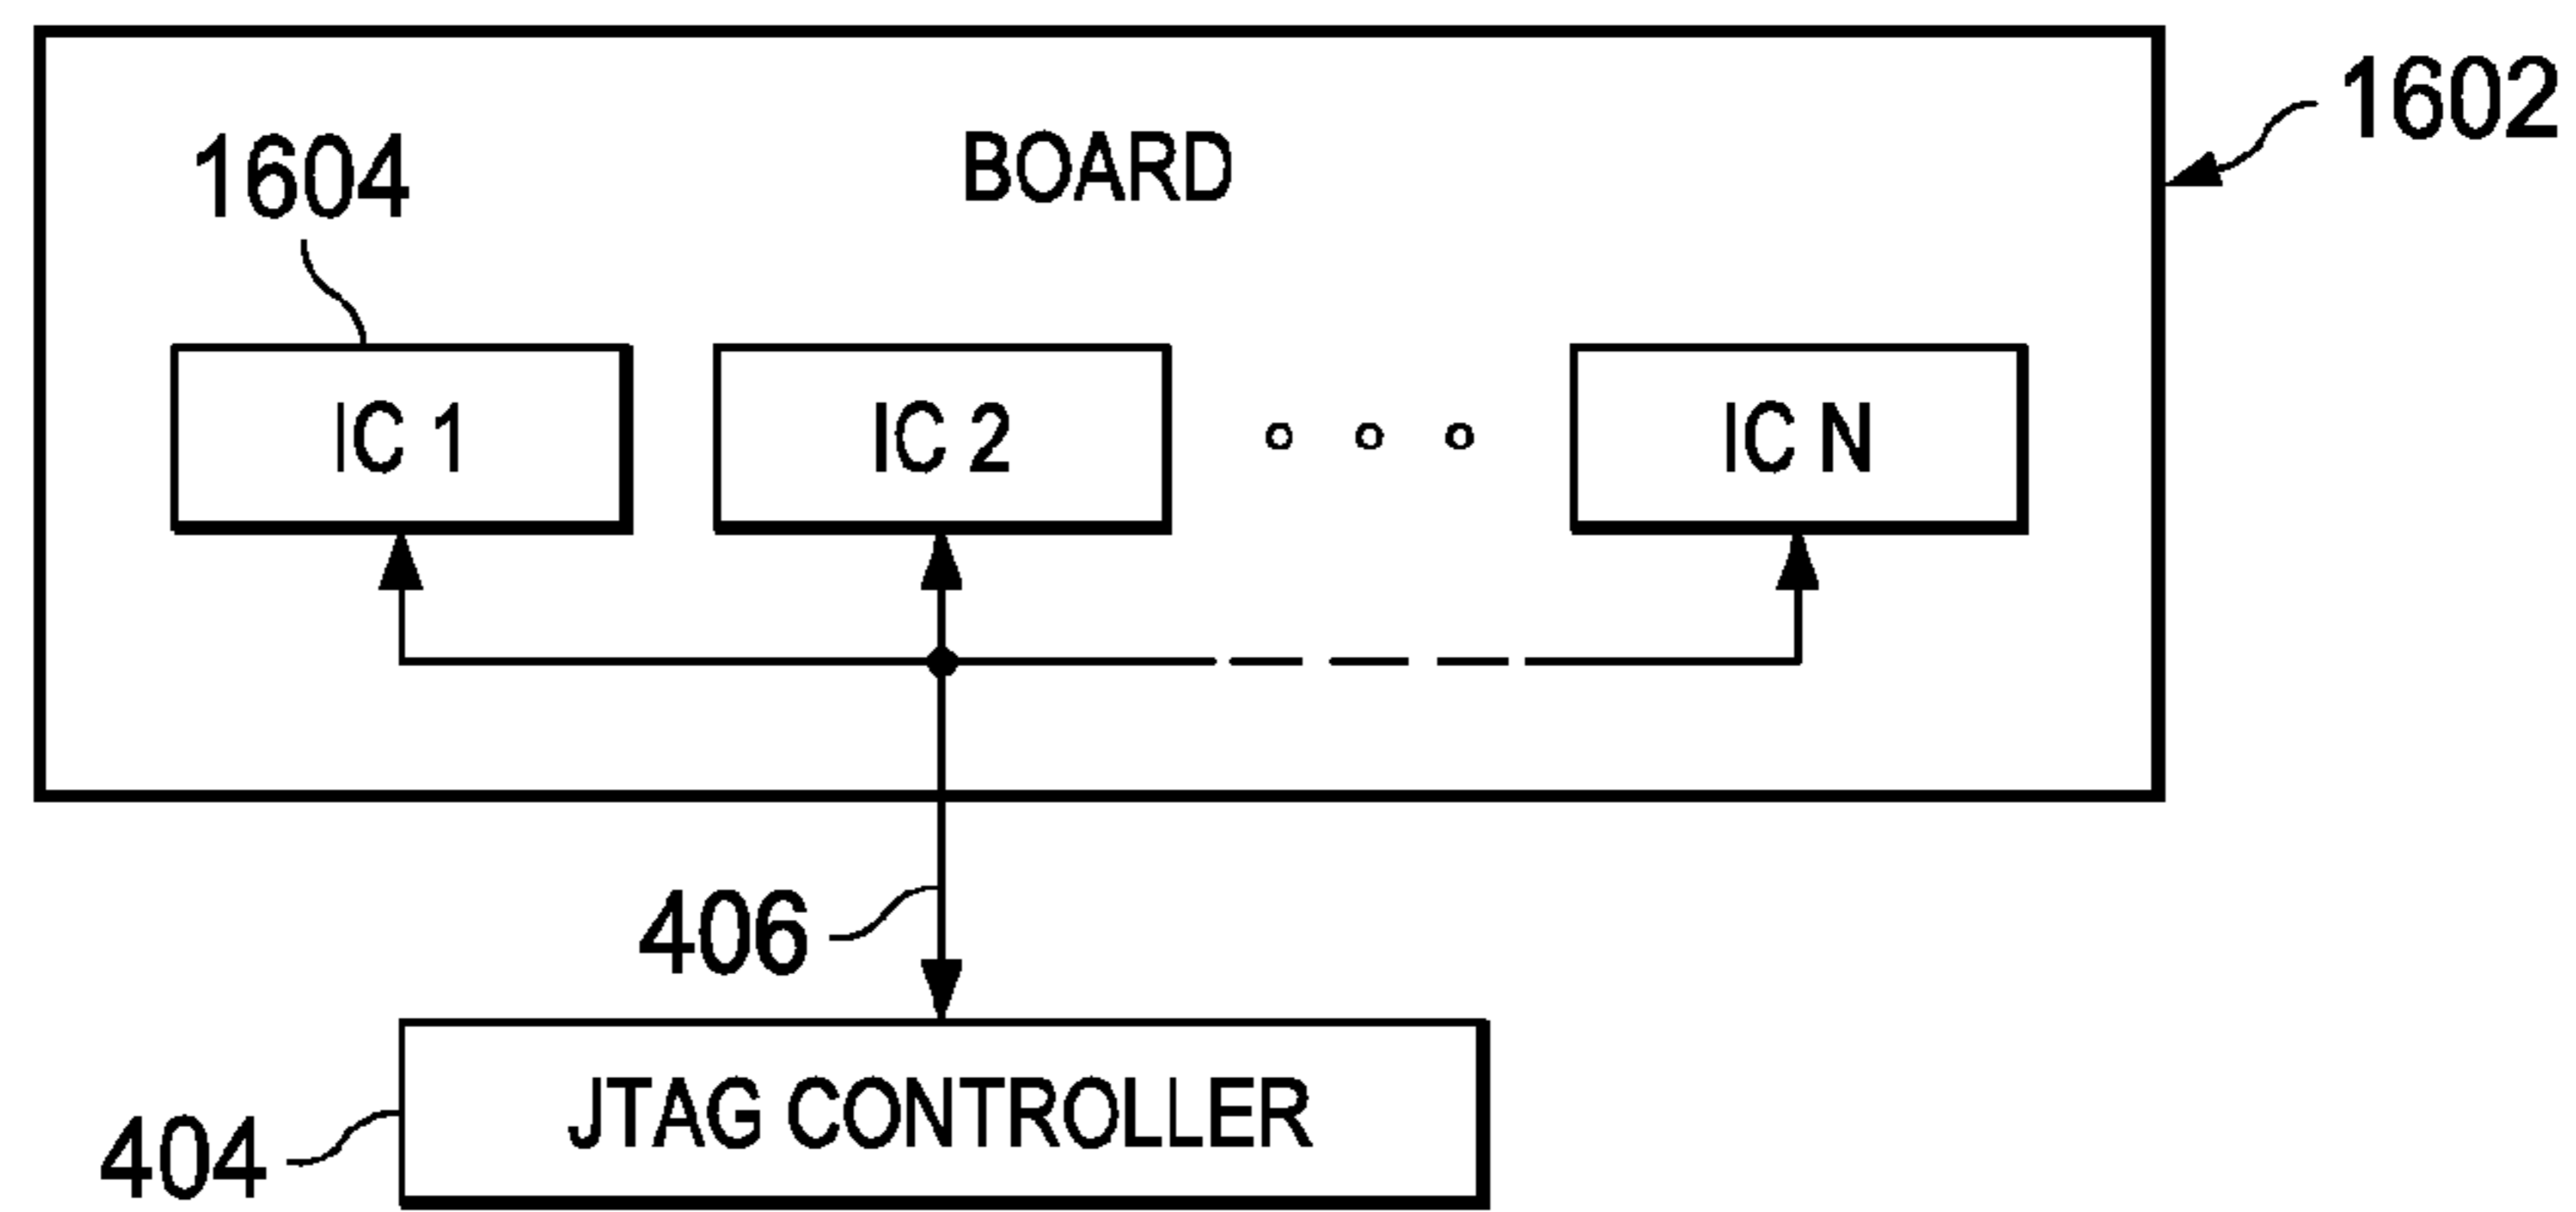 1602
BOARD
1604
IC 1
IC 2
IC N
406
JTAG CONTROLLER
404